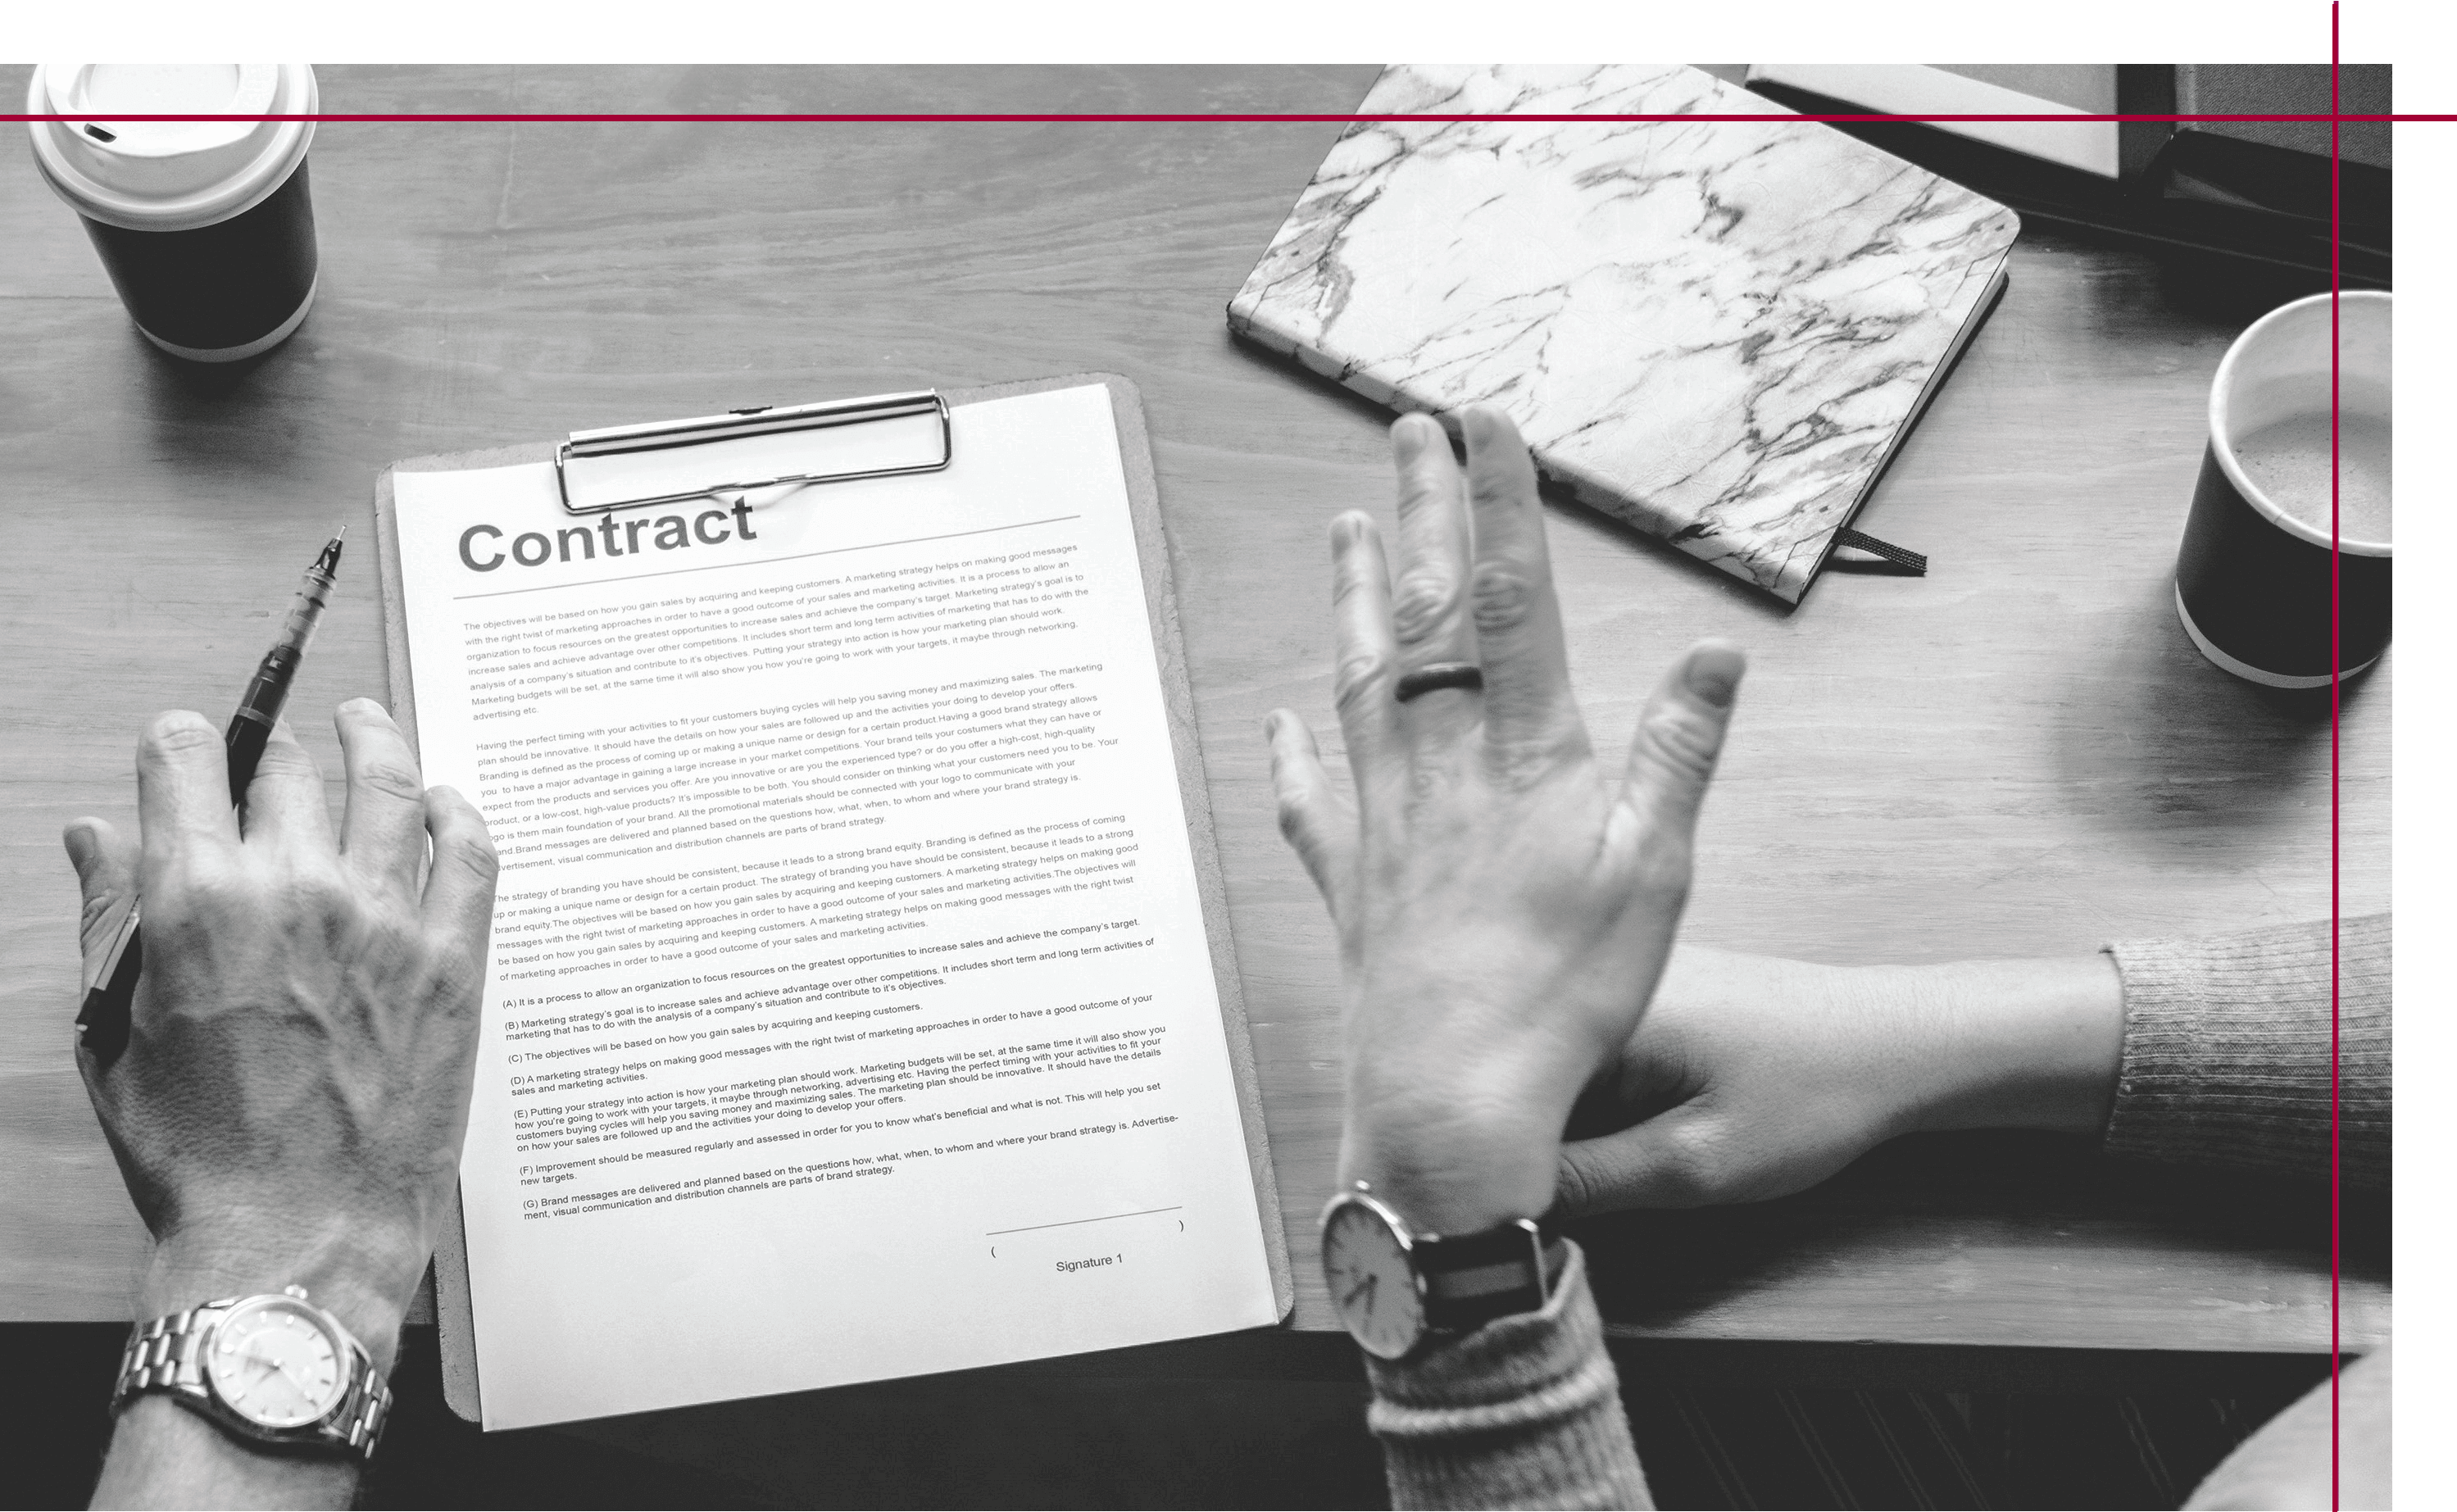 Contract
The objectives will be based on how you gain sales by acquiring and keeping customers. A marketing strategy helps on making good messages
with the right twist of marketing approaches in order to have a good outcome of your sales and marketing activities. It is a process to allow an
organization to focus resources on the greatest opportunities to increase sales and achieve the company's target. Marketing strategy's goal is to
increase sales and achieve advantage over other competitions. It includes short term and long term activities of marketing that has to do with the
analysis of a company's situation and contribute to it's objectives. Putting your strategy into action is how your marketing plan should work.
Marketing budgets will be set, at the same time it will also show you how you're going to work with your targets, it maybe through networking,
advertising etc.
Having the perfect timing with your activities to fit your customers buying cycles will help you saving money and maximizing sales. The marketing
plan should be innovative. It should have the details on how your sales are followed up and the activities your doing to develop your offers.
Branding is defined as the process of coming up or making a unique name or design for a certain product.Having a good brand strategy allows
you to have a major advantage in gaining a large increase in your market competitions. Your brand tells your costumers what they can have or
expect from the products and services you offer. Are you innovative or are you the experienced type? or do you offer a high-cost, high-quality
product, or a low-cost, high-value products? It's impossible to be both. You should consider on thinking what your customers need you to be. Your
ogo is them main foundation of your brand. All the promotional materials should be connected with your logo to communicate with your
and.Brand messages are delivered and planned based on the questions how, what, when, to whom and where your brand strategy is.
vertisement, visual communication and distribution channels are parts of brand strategy.
The strategy of branding you have should be consistent, because it leads to a strong brand equity. Branding is defined as the process of coming
up or making a unique name or design for a certain product. The strategy of branding you have should be consistent, because it leads to a strong
brand equity.The objectives will be based on how you gain sales by acquiring and keeping customers. A marketing strategy helps on making good
messages with the right twist of marketing approaches in order to have a good outcome of your sales and marketing activities.The objectives will
be based on how you gain sales by acquiring and keeping customers. A marketing strategy helps on making good messages with the right twist
of marketing approaches in order to have a good outcome of your sales and marketing activities.
(A) It is a process to allow an organization to focus resources on the greatest opportunities to increase sales and achieve the company's target.
(B) Marketing strategy's goal is to increase sales and achieve advantage over other competitions. It includes short term and long term activities of
marketing that has to do with the analysis of a company's situation and contribute to it's objectives.
(C) The objectives will be based on how you gain sales by acquiring and keeping customers.
(D) A marketing strategy helps on making good messages with the right twist of marketing approaches in order to have a good outcome of your
sales and marketing activities.
(E) Putting your strategy into action is how your marketing plan should work. Marketing budgets will be set, at the same time it will also show you
how you're going to work with your targets, it maybe through networking, advertising etc. Having the perfect timing with your activities to fit your
customers buying cycles will help you saving money and maximizing sales. The marketing plan should be innovative. It should have the details
on how your sales are followed up and the activities your doing to develop your offers.
(F) Improvement should be measured regularly and assessed in order for you to know what's beneficial and what is not. This will help you set
new targets.
(G) Brand messages are delivered and planned based on the questions how, what, when, to whom and where your brand strategy is. Advertise-
ment, visual communication and distribution channels are parts of brand strategy.
( )
Signature 1